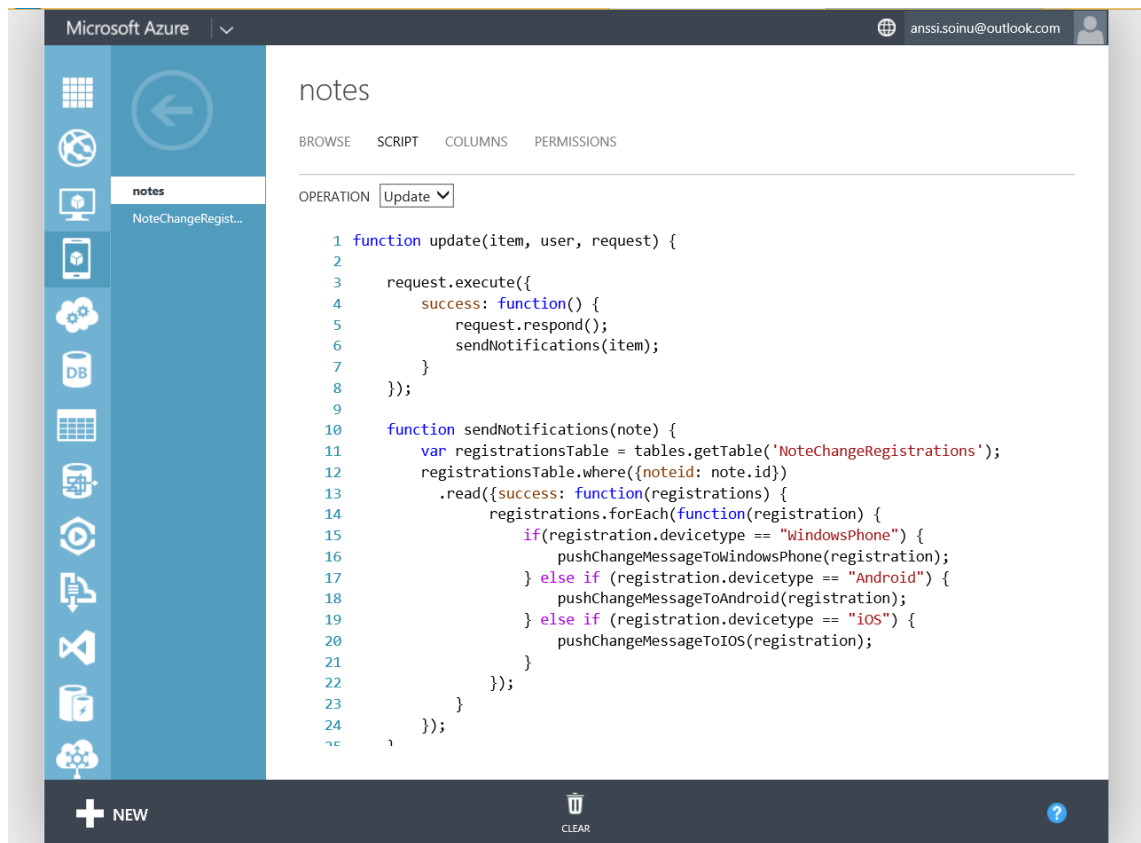 Microsoft Azure
anssi.soinu@outlook.com
notes
BROWSE SCRIPT COLUMNS PERMISSIONS
notes
NoteChangeRegist...
OPERATION Update
1 function update(item, user, request) {
2
3 request.execute({
4 success: function() {
5 request.respond();
6 sendNotifications(item);
7 }
8 });
9
10 function sendNotifications(note) {
11 var registrationsTable = tables.getTable('NoteChangeRegistrations');
12 registrationsTable.where({noteid: note.id})
13 .read({success: function(registrations) {
14 registrations.forEach(function(registration) {
15 if(registration.devicetype == "WindowsPhone") {
16 pushChangeMessageToWindowsPhone(registration);
17 } else if (registration.devicetype == "Android") {
18 pushChangeMessageToAndroid(registration);
19 } else if (registration.devicetype == "iOS") {
20 pushChangeMessageToIOS(registration);
21 }
22 });
23 }
24 });
25 }
DB
NEW
CLEAR
?